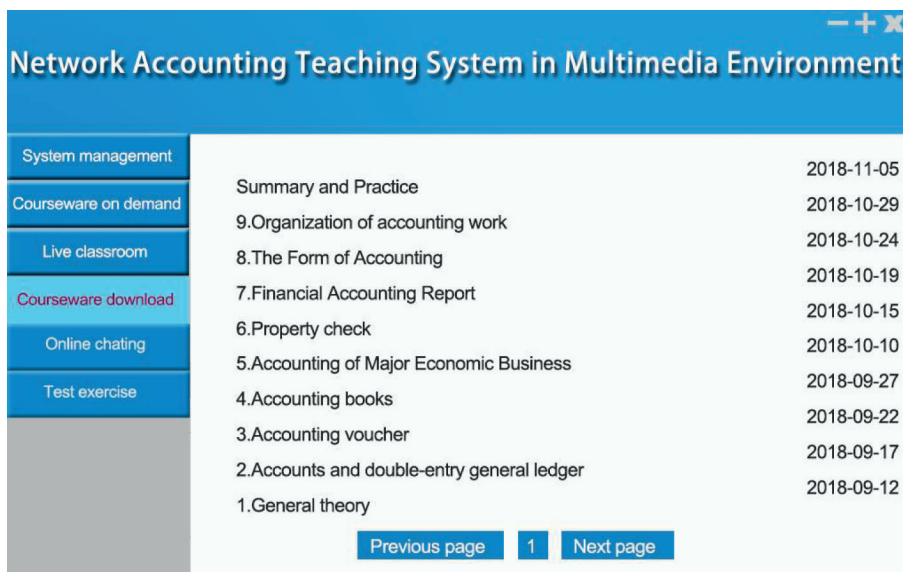 Network Accounting Teaching System in Multimedia Environment
System management
Courseware on demand
Live classroom
Courseware download
Online chating
Test exercise
Summary and Practice 2018-11-05
9.Organization of accounting work 2018-10-29
8.The Form of Accounting 2018-10-24
7.Financial Accounting Report 2018-10-19
6.Property check 2018-10-15
5.Accounting of Major Economic Business 2018-10-10
4.Accounting books 2018-09-27
3.Accounting voucher 2018-09-22
2.Accounts and double-entry general ledger 2018-09-17
1.General theory 2018-09-12
Previous page 1 Next page